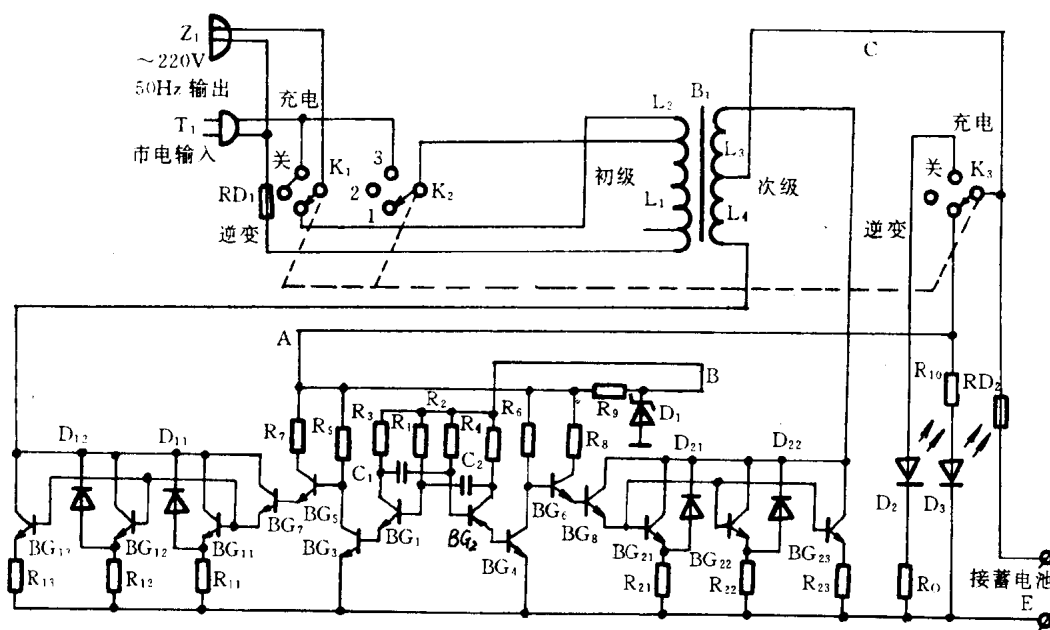 Z1
～220V
50Hz 输出
T1
市电输入
充电
关
K1
3
2
1
K2
RD1
逆变
L2
B1
L3
初级
次级
L1
L4
C
充电
关
K3
逆变
A
B
R10
RD2
R7
R5
R3
R1
R2
R4
R6
R8
R9
D1
D12
D11
D21
D22
C1
C2
D2
D3
BG12
BG11
BG7
BG5
BG3
BG1
BG2
BG4
BG6
BG8
BG21
BG22
BG23
R13
R12
R11
R21
R22
R23
R0
接蓄电池
E